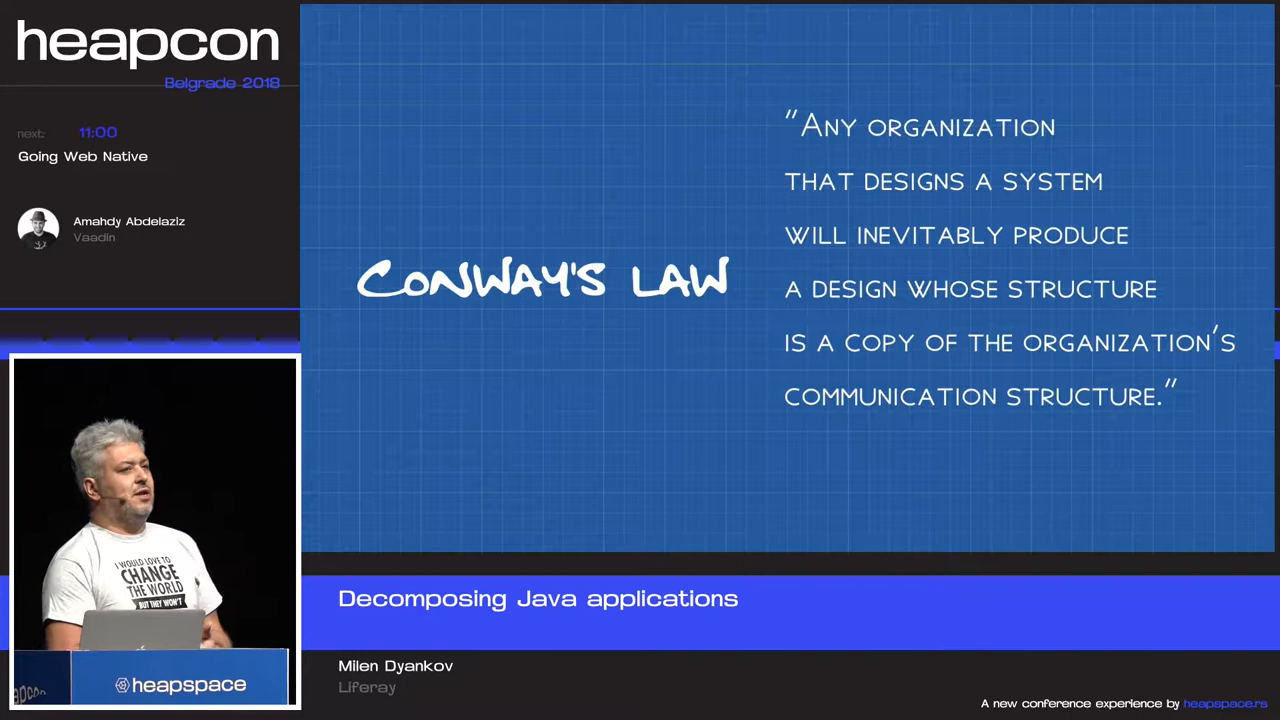 heapcon
Belgrade 2018
next: 11:00
Going Web Native
Amahdy Abdelaziz
Vaadin
Conway's law
"Any organization
that designs a system
will inevitably produce
a design whose structure
is a copy of the organization's
communication structure."
I WOULD LOVE TO
CHANGE
THE WORLD
BUT THEY WON'T
heapspace
Decomposing Java applications
Milen Dyankov
Liferay
A new conference experience by heapspace.rs